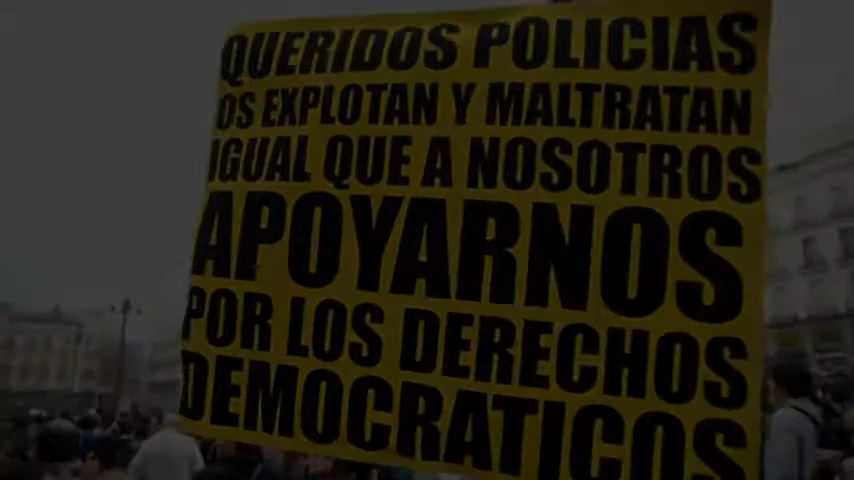 QUERIDOS POLICIAS
OS EXPLOTAN Y MALTRATAN
IGUAL QUE A NOSOTROS
APOYARNOS
POR LOS DERECHOS
DEMOCRATICOS